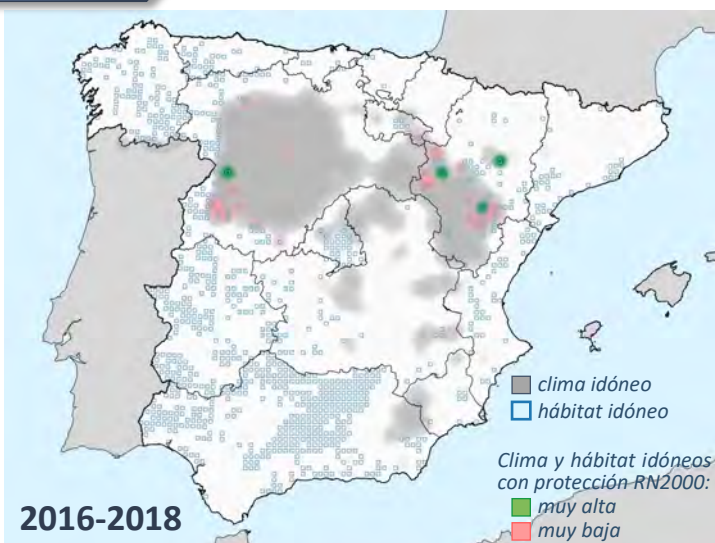 clima idóneo
hábitat idóneo
Clima y hábitat idóneos
con protección RN2000:
muy alta
muy baja
2016-2018